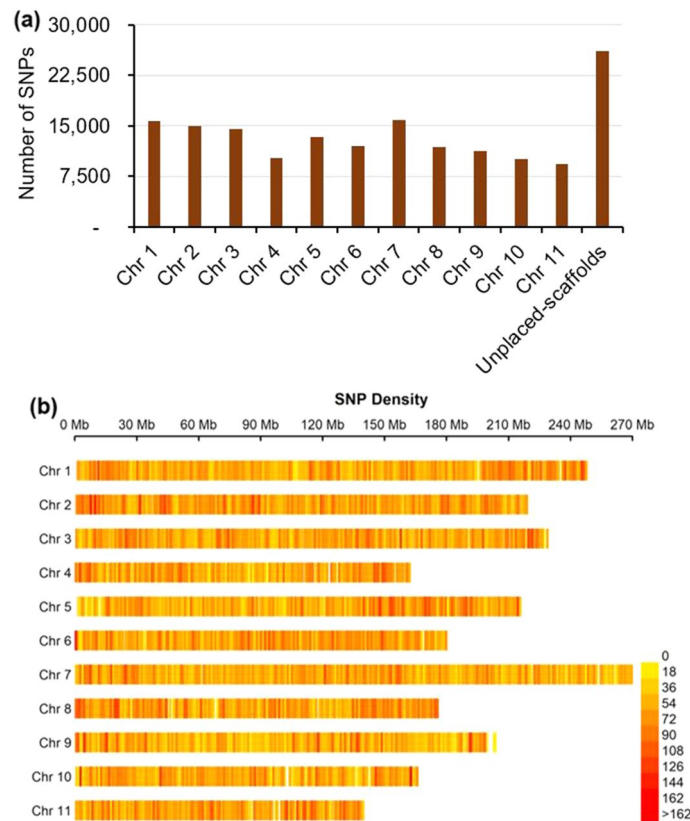 (a)
Number of SNPs
30,000
22,500
15,000
7,500
-
Chr 1
Chr 2
Chr 3
Chr 4
Chr 5
Chr 6
Chr 7
Chr 8
Chr 9
Chr 10
Chr 11
Unplaced-scaffolds
(b)
SNP Density
0 Mb 30 Mb 60 Mb 90 Mb 120 Mb 150 Mb 180 Mb 210 Mb 240 Mb 270 Mb
Chr 1
Chr 2
Chr 3
Chr 4
Chr 5
Chr 6
Chr 7
Chr 8
Chr 9
Chr 10
Chr 11
0
18
36
54
72
90
108
126
144
162
>162